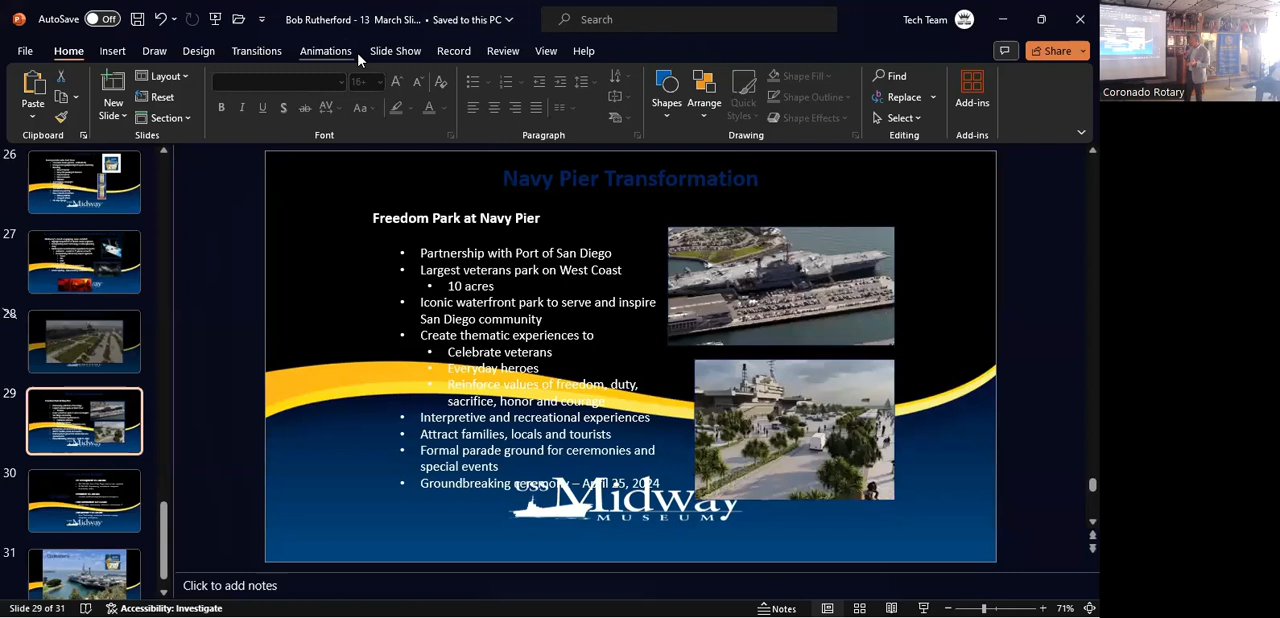 AutoSave Off
Bob Rutherford - 13 March Sli... • Saved to this PC
Search
Tech Team
File Home Insert Draw Design Transitions Animations Slide Show Record Review View Help
Share
Paste
New
Slide
Layout
Reset
Section
16+
Shapes
Arrange
Quick
Styles
Shape Fill
Shape Outline
Shape Effects
Find
Replace
Select
Add-ins
Clipboard Slides Font Paragraph Drawing Editing Add-ins
Coronado Rotary
26
27
28
29
30
31
Navy Pier Transformation
Freedom Park at Navy Pier
• Partnership with Port of San Diego
• Largest veterans park on West Coast
• 10 acres
• Iconic waterfront park to serve and inspire
San Diego community
• Create thematic experiences to
• Celebrate veterans
• Everyday heroes
• Reinforce values of freedom, duty,
sacrifice, honor and courage
• Interpretive and recreational experiences
• Attract families, locals and tourists
• Formal parade ground for ceremonies and
special events
• Groundbreaking ceremony – April 25, 2024
USS Midway
MUSEUM
Click to add notes
Slide 29 of 31
Accessibility: Investigate
Notes
71%